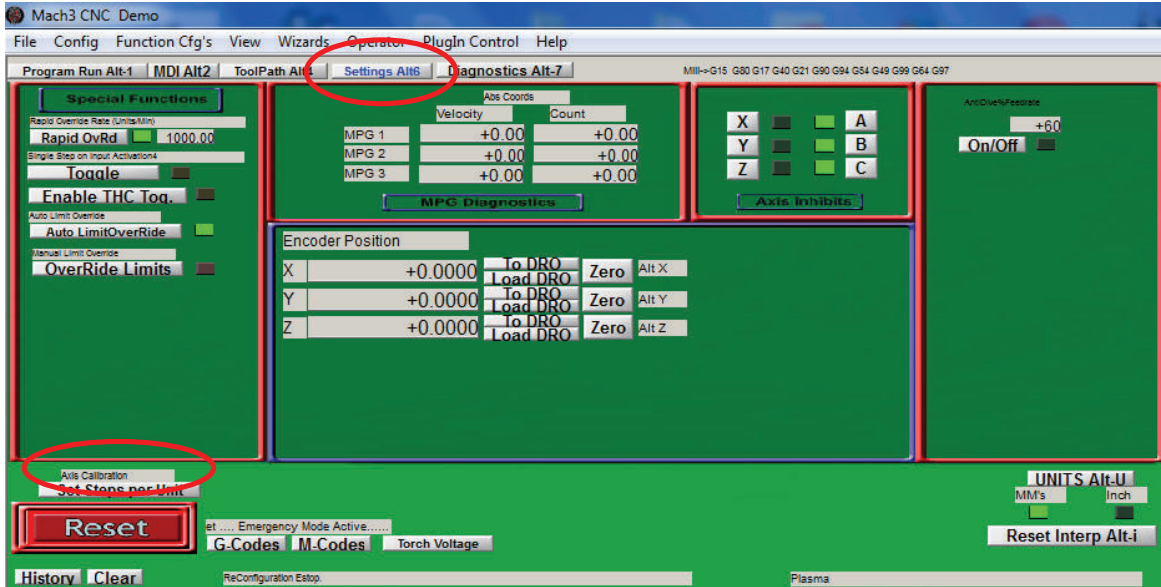 Mach3 CNC Demo
File Config Function Cfg's View Wizards Operator PlugIn Control Help
Program Run Alt-1 MDI Alt2 ToolPath Alt4 Settings Alt6 Diagnostics Alt-7 Mill->G15 G80 G17 G40 G21 G90 G94 G54 G49 G99 G64 G97
Special Functions
Rapid Override Rate (Units/Min)
Rapid OvRd 1000.00
Single Step on Input Activation4
Toggle
Enable THC Tog.
Auto Limit Override
Auto LimitOverRide
Manual Limit Override
OverRide Limits
Abs Coords
Velocity Count
MPG 1 +0.00 +0.00
MPG 2 +0.00 +0.00
MPG 3 +0.00 +0.00
MPG Diagnostics
X A
Y B
Z C
Axis Inhibits
AntiDive%Feedrate
+60
On/Off
Encoder Position
X +0.0000 To DRO Load DRO Zero Alt X
Y +0.0000 To DRO Load DRO Zero Alt Y
Z +0.0000 To DRO Load DRO Zero Alt Z
Axis Calibration
Set Steps per Unit
Reset
et .... Emergency Mode Active......
G-Codes M-Codes Torch Voltage
UNITS Alt-U
MM's Inch
Reset Interp Alt-i
History Clear ReConfiguration Estop. Plasma